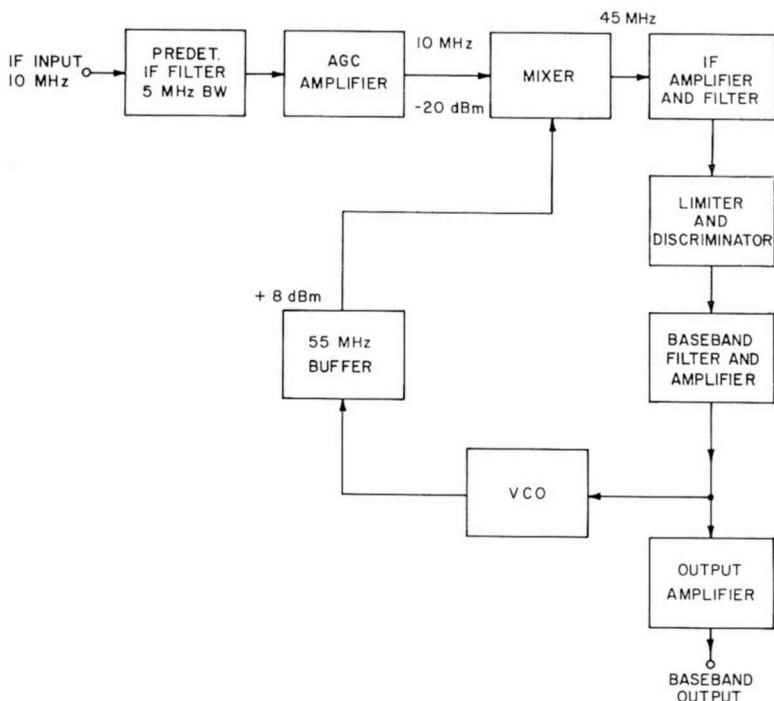 IF INPUT
10 MHz
PREDET.
IF FILTER
5 MHz BW
AGC
AMPLIFIER
10 MHz
-20 dBm
MIXER
45 MHz
IF
AMPLIFIER
AND FILTER
LIMITER
AND
DISCRIMINATOR
+ 8 dBm
55 MHz
BUFFER
BASEBAND
FILTER AND
AMPLIFIER
VCO
OUTPUT
AMPLIFIER
BASEBAND
OUTPUT